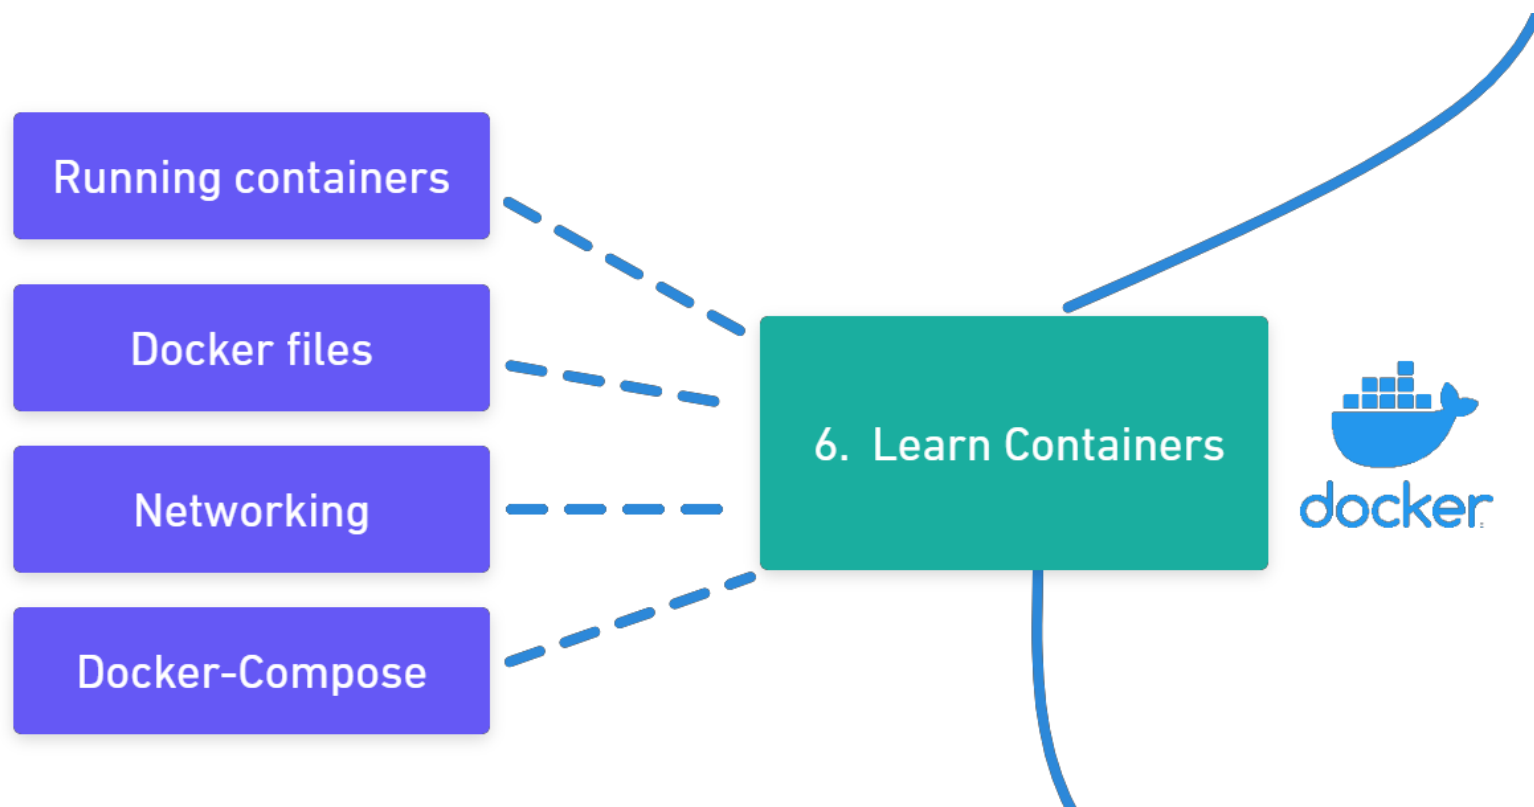 Running containers
Docker files
Networking
Docker-Compose
6. Learn Containers
docker